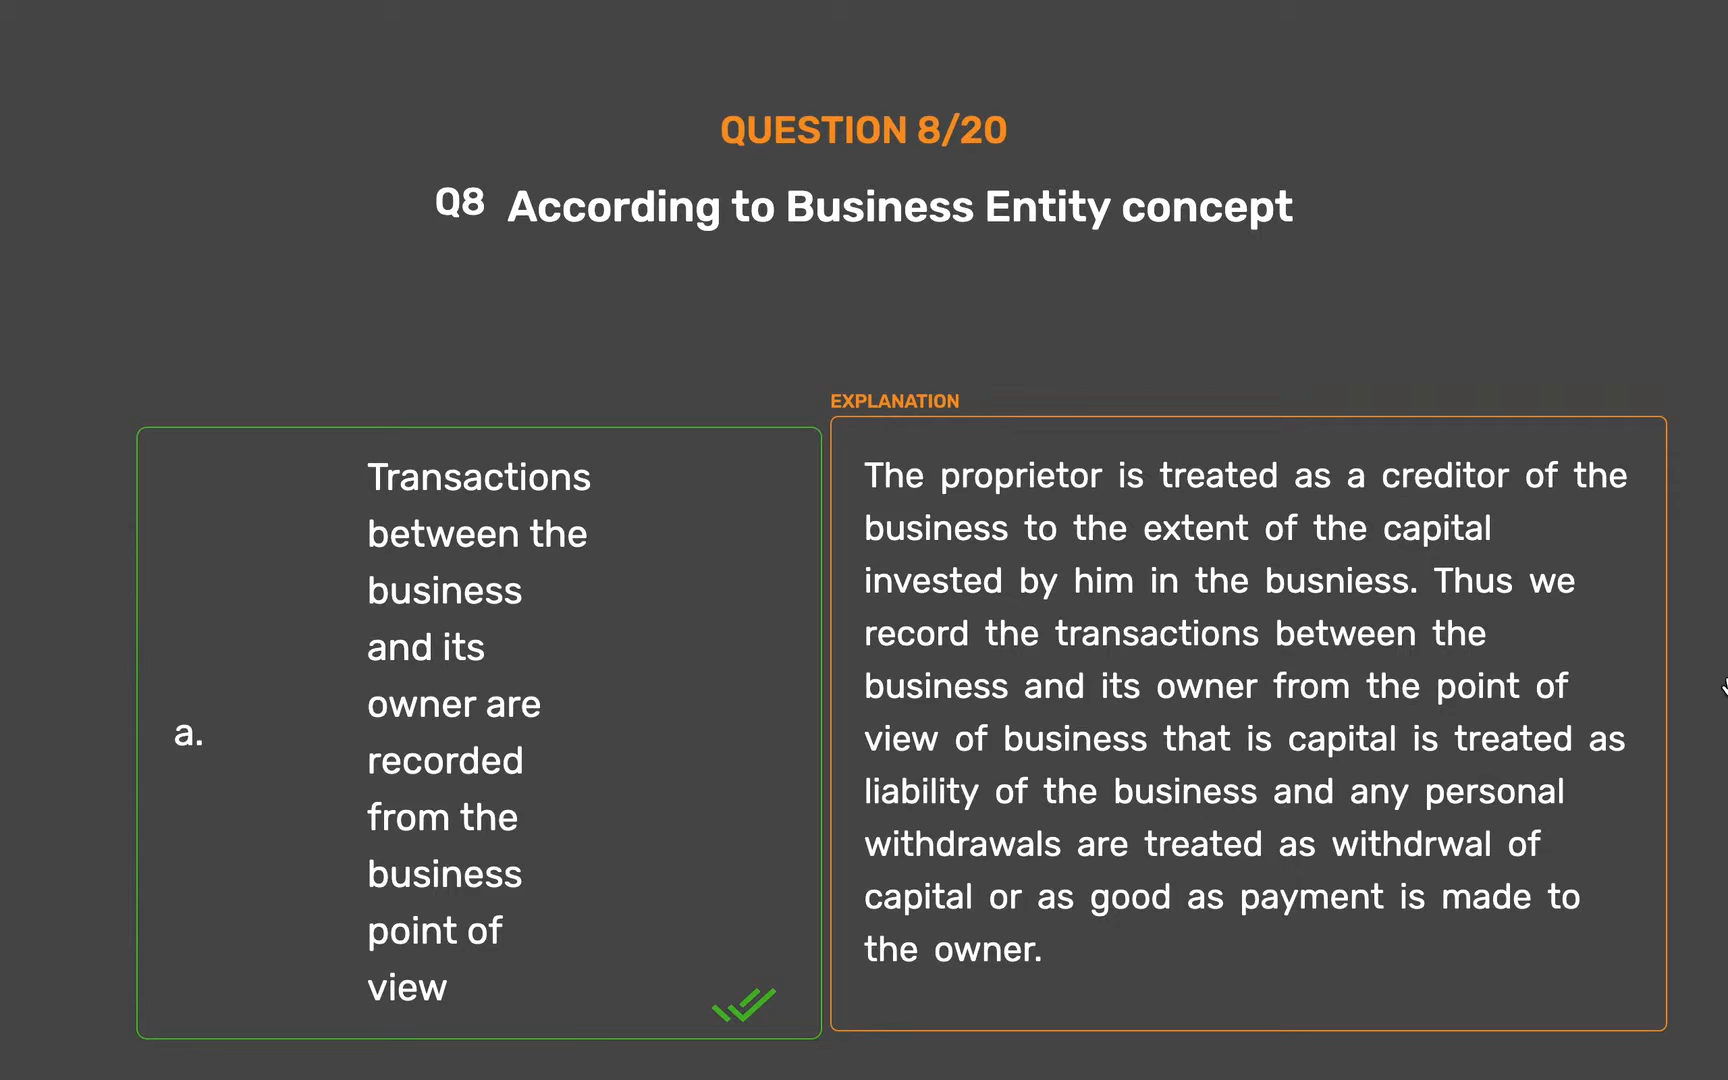 QUESTION 8/20
Q8 According to Business Entity concept
a.
Transactions
between the
business
and its
owner are
recorded
from the
business
point of
view
EXPLANATION
The proprietor is treated as a creditor of the
business to the extent of the capital
invested by him in the busniess. Thus we
record the transactions between the
business and its owner from the point of
view of business that is capital is treated as
liability of the business and any personal
withdrawals are treated as withdrwal of
capital or as good as payment is made to
the owner.